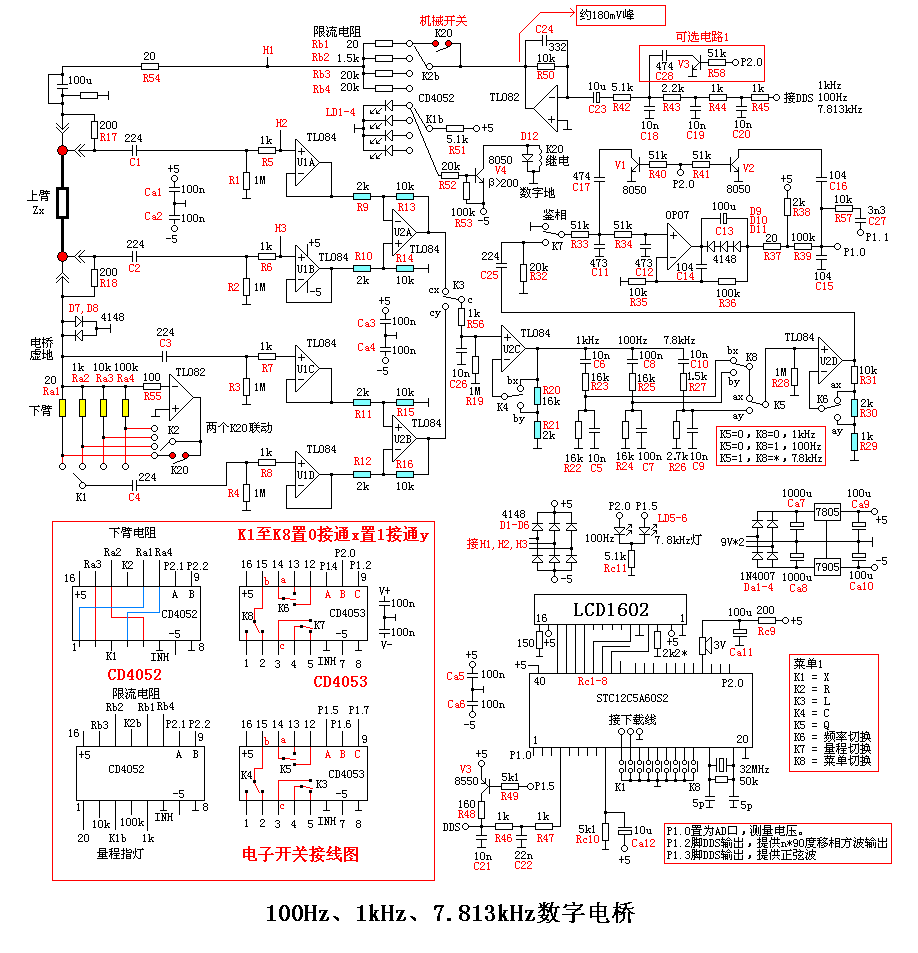 约180mV峰
机械开关
限流电阻
可选电路1
Rb1 20 K20 C24 332
H1
20 R54
Rb2 1.5k K2b 10k R50
474 C28 V3 51k R58 P2.0
100u
Rb3 20k
Rb4 200k
CD4052
TL082
10u C23 5.1k R42 2.2k R43 1k R44 1k R45 接DDS
1kHz
100Hz
7.813kHz
LD1-4
K1b 5.1k R51 +5
10n C18 10n C19 10n C20
200 R17
224 C1
H2 1k R5 TL084 U1A
D12
K20
继电
数字地
20k R52 8050 V4 β>200
100k R53 -5
V1 8050 51k R40 P2.0 51k R41 V2 8050
474 C17
104 C16
上臂
Zx
R1 1M
+5 Ca1 100n
Ca2 100n -5
2k R9 10k R13
U2A TL084
鉴相
K7
51k R33 51k R34
473 C11 473 C12
OP07
100u C13
D9
D10
D11
4148
+5 2k R38
10k R57 3n3 C27
P1.1
P1.0
20 R37 100k R39
104 C14
104 C15
10k R35 100k R36
224 C2
H3 1k R6 +5 TL084 U1B -5
2k R10 10k R14
200 R18
R2 1M
224 C25 20k R32
D7,D8 4148
电桥
虚地
224 C3
1k R7 TL084 U1C
Ca3 100n +5
Ca4 100n -5
cx K3 c
cy
1k R56
10n C26 1M R19
TL084 U2C
bx K4 by
R20 16k
R21 2k
1kHz 100Hz 7.8kHz
10n C6 100n C8 10n C10
16k R23 16k R25 1.5k R27
16k R22 10n C5 16k R24 100n C7 2.7k R26 10n C9
bx K8
by
ax K5
ay
1M R28
TL084 U2D
ax K6 ay
10k R31
2k R30
1k R29
20 Ra1 1k Ra2 10k Ra3 100k Ra4
TL082
100 R55
下臂
K2
K20
两个K20联动
R3 1M
2k R11 R15 10k
TL084 U2B
2k R12 R16 10k
K1
C4 224
1k R8 TL084 U1D
R4 1M
K5=0, K8=0, 1kHz
K5=0, K8=1, 100Hz
K5=1, K8=*, 7.8kHz
下臂电阻
Ra2 Ra1 Ra4
Ra3 K2 P2.1 P2.2
16 9
+5 A B
CD4052
-5
1 K1 INH 8
CD4052
K1至K8置0接通x置1接通y
P2.0
16 15 14 13 12 P14 P1.2
9
b a
+5 A B C
K6 CD4053
K8 K7
c -5
1 2 3 4 5 INH 7 8
CD4053
V+
100n
100n
V-
限流电阻
Rb2 Rb1
Rb3 K2b Rb4 P2.1 P2.2
16 9
+5 A B
CD4052
-5
1 8
10k 100k INH
20 K1b 1k
量程指灯
P1.5 P1.7
16 15 14 13 12 P1.6
9
b a
+5 A B C
K5 CD4053
K4 K3
c -5
1 2 3 4 5 INH 7 8
电子开关接线图
4148
D1-D6
+5
接H1,H2,H3
-5
P2.0 P1.5
LD5-6
100Hz 7.8kHz灯
5.1k
Rc11
1000u 100u
Ca7 7805 Ca9 +5
9V*2
1N4007
Da1-4
1000u Ca8 7905 100u Ca10 -5
LCD1602
16 1
150 +5 +5 2k2*
100u Ca11 200 Rc9 +5
3V
+5
40 Rc1-8 P2.0
STC12C5A60S2
接下载线
1 20
P1.0
+5 Ca5 100n
Ca6 100n
-5
K1 K8
32MHz
50k
5p 5p
菜单1
K1 = X
K2 = R
K3 = L
K4 = C
K5 = Q
K6 = 频率切换
K7 = 量程切换
K8 = 菜单切换
+5
V3
8550 5k1 R49 P1.5
160
R48
DDS 1k R46 1k R47
10n C21 22n C22
5k1 Rc10 10u Ca12 +5
P1.0置为AD口，测量电压。
P1.2脚DDS输出，提供n*90度移相方波输出
P1.3脚DDS输出，提供正弦波
100Hz、1kHz、7.813kHz数字电桥